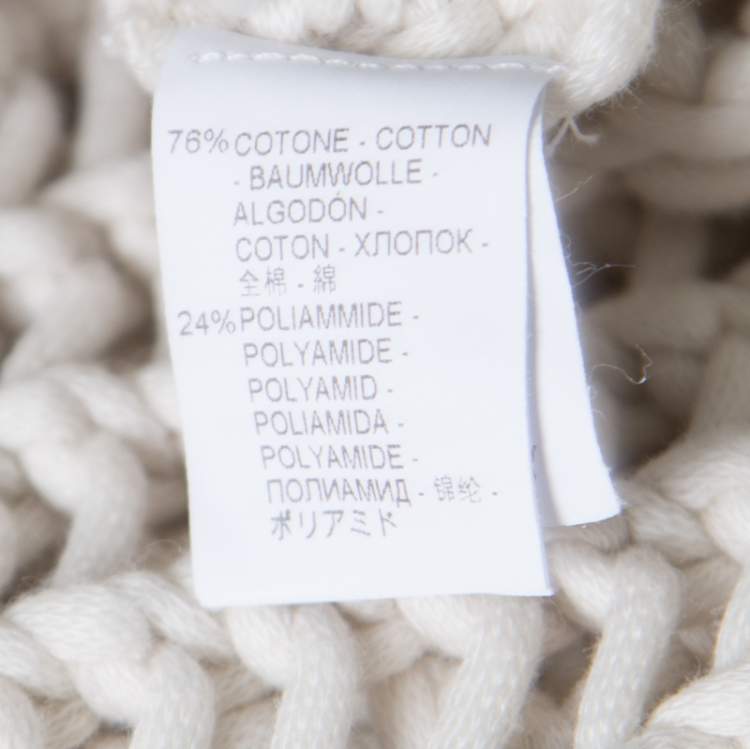 76% COTONE - COTTON
- BAUMWOLLE -
ALGODÓN -
COTON - ХЛОПОК -
全棉 - 綿
24% POLIAMMIDE -
POLYAMIDE -
POLYAMID -
POLIAMIDA -
POLYAMIDE -
ПОЛИАМИД - 锦纶 -
ポリアミド